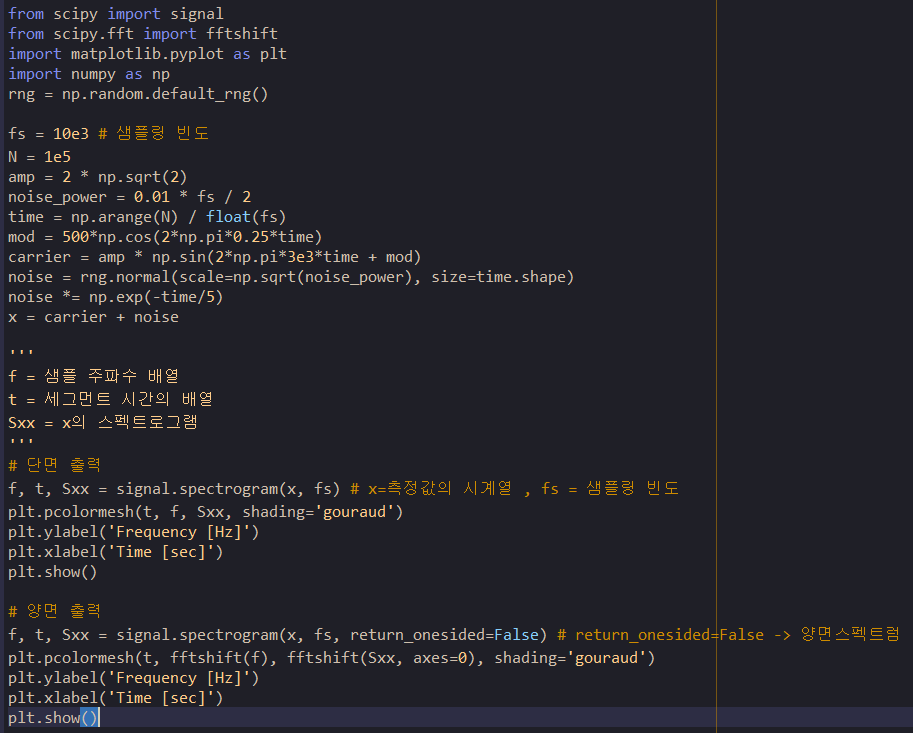 from scipy import signal
from scipy.fft import fftshift
import matplotlib.pyplot as plt
import numpy as np
rng = np.random.default_rng()
fs = 10e3 # 샘플링 빈도
N = 1e5
amp = 2 * np.sqrt(2)
noise_power = 0.01 * fs / 2
time = np.arange(N) / float(fs)
mod = 500*np.cos(2*np.pi*0.25*time)
carrier = amp * np.sin(2*np.pi*3e3*time + mod)
noise = rng.normal(scale=np.sqrt(noise_power), size=time.shape)
noise *= np.exp(-time/5)
x = carrier + noise
'''
f = 샘플 주파수 배열
t = 세그먼트 시간의 배열
Sxx = x의 스펙트로그램
'''
# 단면 출력
f, t, Sxx = signal.spectrogram(x, fs) # x=측정값의 시계열 , fs = 샘플링 빈도
plt.pcolormesh(t, f, Sxx, shading='gouraud')
plt.ylabel('Frequency [Hz]')
plt.xlabel('Time [sec]')
plt.show()
# 양면 출력
f, t, Sxx = signal.spectrogram(x, fs, return_onesided=False) # return_onesided=False -> 양면스펙트럼
plt.pcolormesh(t, fftshift(f), fftshift(Sxx, axes=0), shading='gouraud')
plt.ylabel('Frequency [Hz]')
plt.xlabel('Time [sec]')
plt.show()